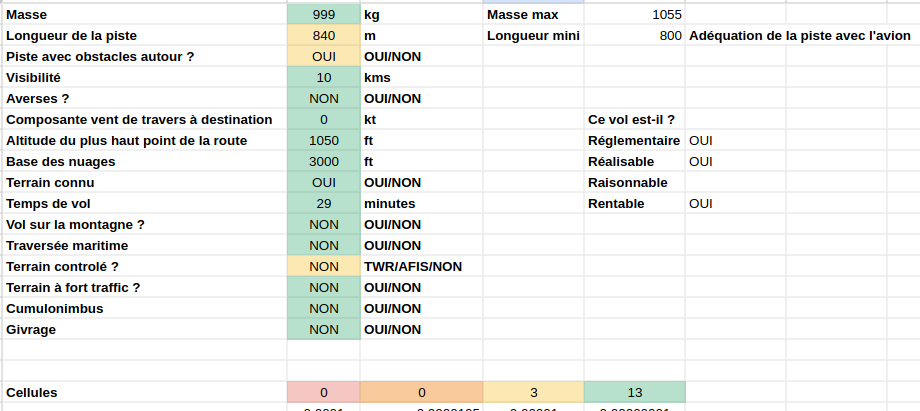 Masse 999 kg Masse max 1055
Longueur de la piste 840 m Longueur mini 800 Adéquation de la piste avec l'avion
Piste avec obstacles autour ? OUI OUI/NON
Visibilité 10 kms
Averses ? NON OUI/NON
Composante vent de travers à destination 0 kt Ce vol est-il ?
Altitude du plus haut point de la route 1050 ft Réglementaire OUI
Base des nuages 3000 ft Réalisable OUI
Terrain connu OUI OUI/NON Raisonnable
Temps de vol 29 minutes Rentable OUI
Vol sur la montagne ? NON OUI/NON
Traversée maritime NON OUI/NON
Terrain controlé ? NON TWR/AFIS/NON
Terrain à fort traffic ? NON OUI/NON
Cumulonimbus NON OUI/NON
Givrage NON OUI/NON
Cellules 0 0 3 13